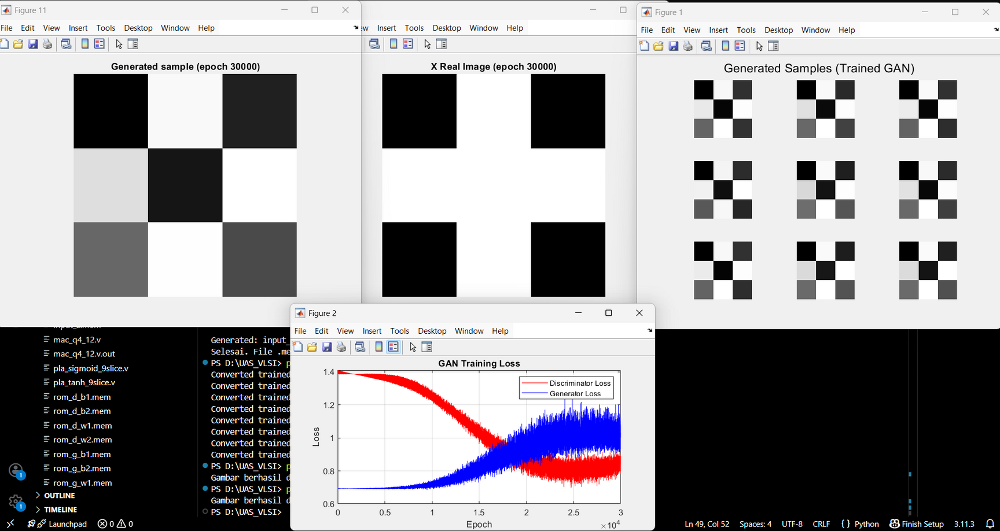 Figure 11
File Edit View Insert Tools Desktop Window Help
Generated sample (epoch 30000)
Insert Tools Desktop Window Help
X Real Image (epoch 30000)
Figure 1
File Edit View Insert Tools Desktop Window Help
Generated Samples (Trained GAN)
mac_q4_12.v
mac_q4_12.v.out
pla_sigmoid_9slice.v
pla_tanh_9slice.v
rom_d_b1.mem
rom_d_b2.mem
rom_d_w1.mem
rom_d_w2.mem
rom_g_b1.mem
rom_g_b2.mem
rom_g_w1.mem
OUTLINE
TIMELINE
1
1
Generated: input_
Selesai. File .me
PS D:\UAS_VLSI> p
Converted trained
Converted trained
Converted trained
Converted trained
Converted trained
Converted trained
Converted trained
Converted trained
PS D:\UAS_VLSI> p
Gambar berhasil d
PS D:\UAS_VLSI> p
Gambar berhasil d
PS D:\UAS_VLSI>
Figure 2
File Edit View Insert Tools Desktop Window Help
GAN Training Loss
Discriminator Loss
Generator Loss
1.4
1.2
1
0.8
0.6
Loss
0 0.5 1 1.5 2 2.5 3
Epoch
×10⁴
Launchpad 0 0
Ln 49, Col 52 Spaces: 4 UTF-8 CRLF {} Python Finish Setup 3.11.3